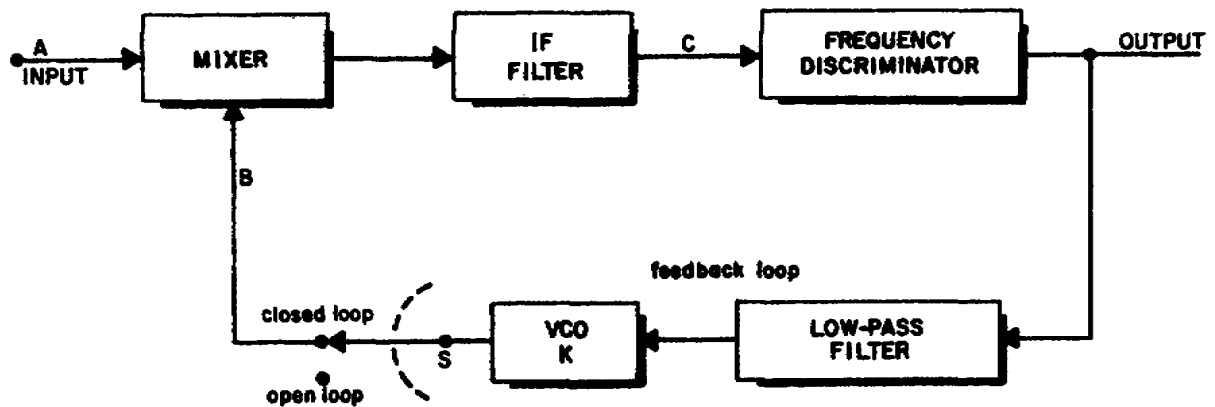 A
INPUT
MIXER
IF
FILTER
C
FREQUENCY
DISCRIMINATOR
OUTPUT
B
feedback loop
closed loop
S
VCO
K
LOW-PASS
FILTER
open loop